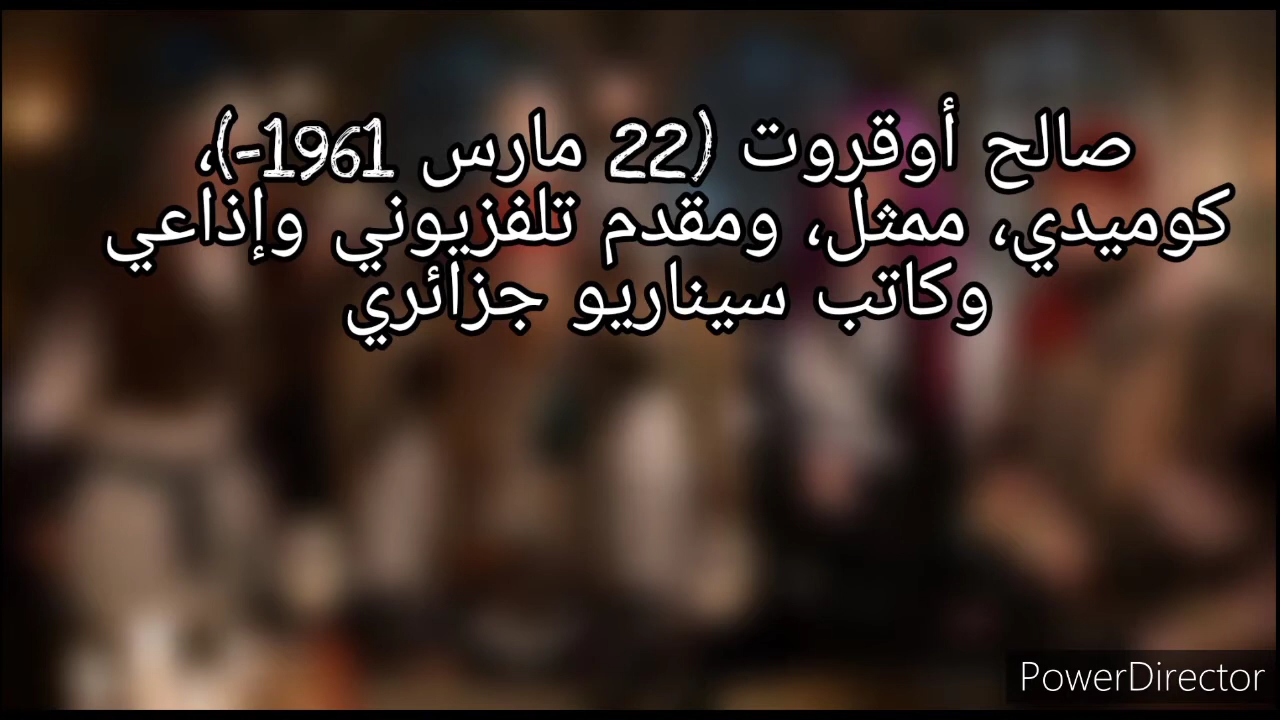 صالح أوقروت (22 مارس 1961-)،
كوميدي، ممثل، ومقدم تلفزيوني وإذاعي
وكاتب سيناريو جزائري
PowerDirector